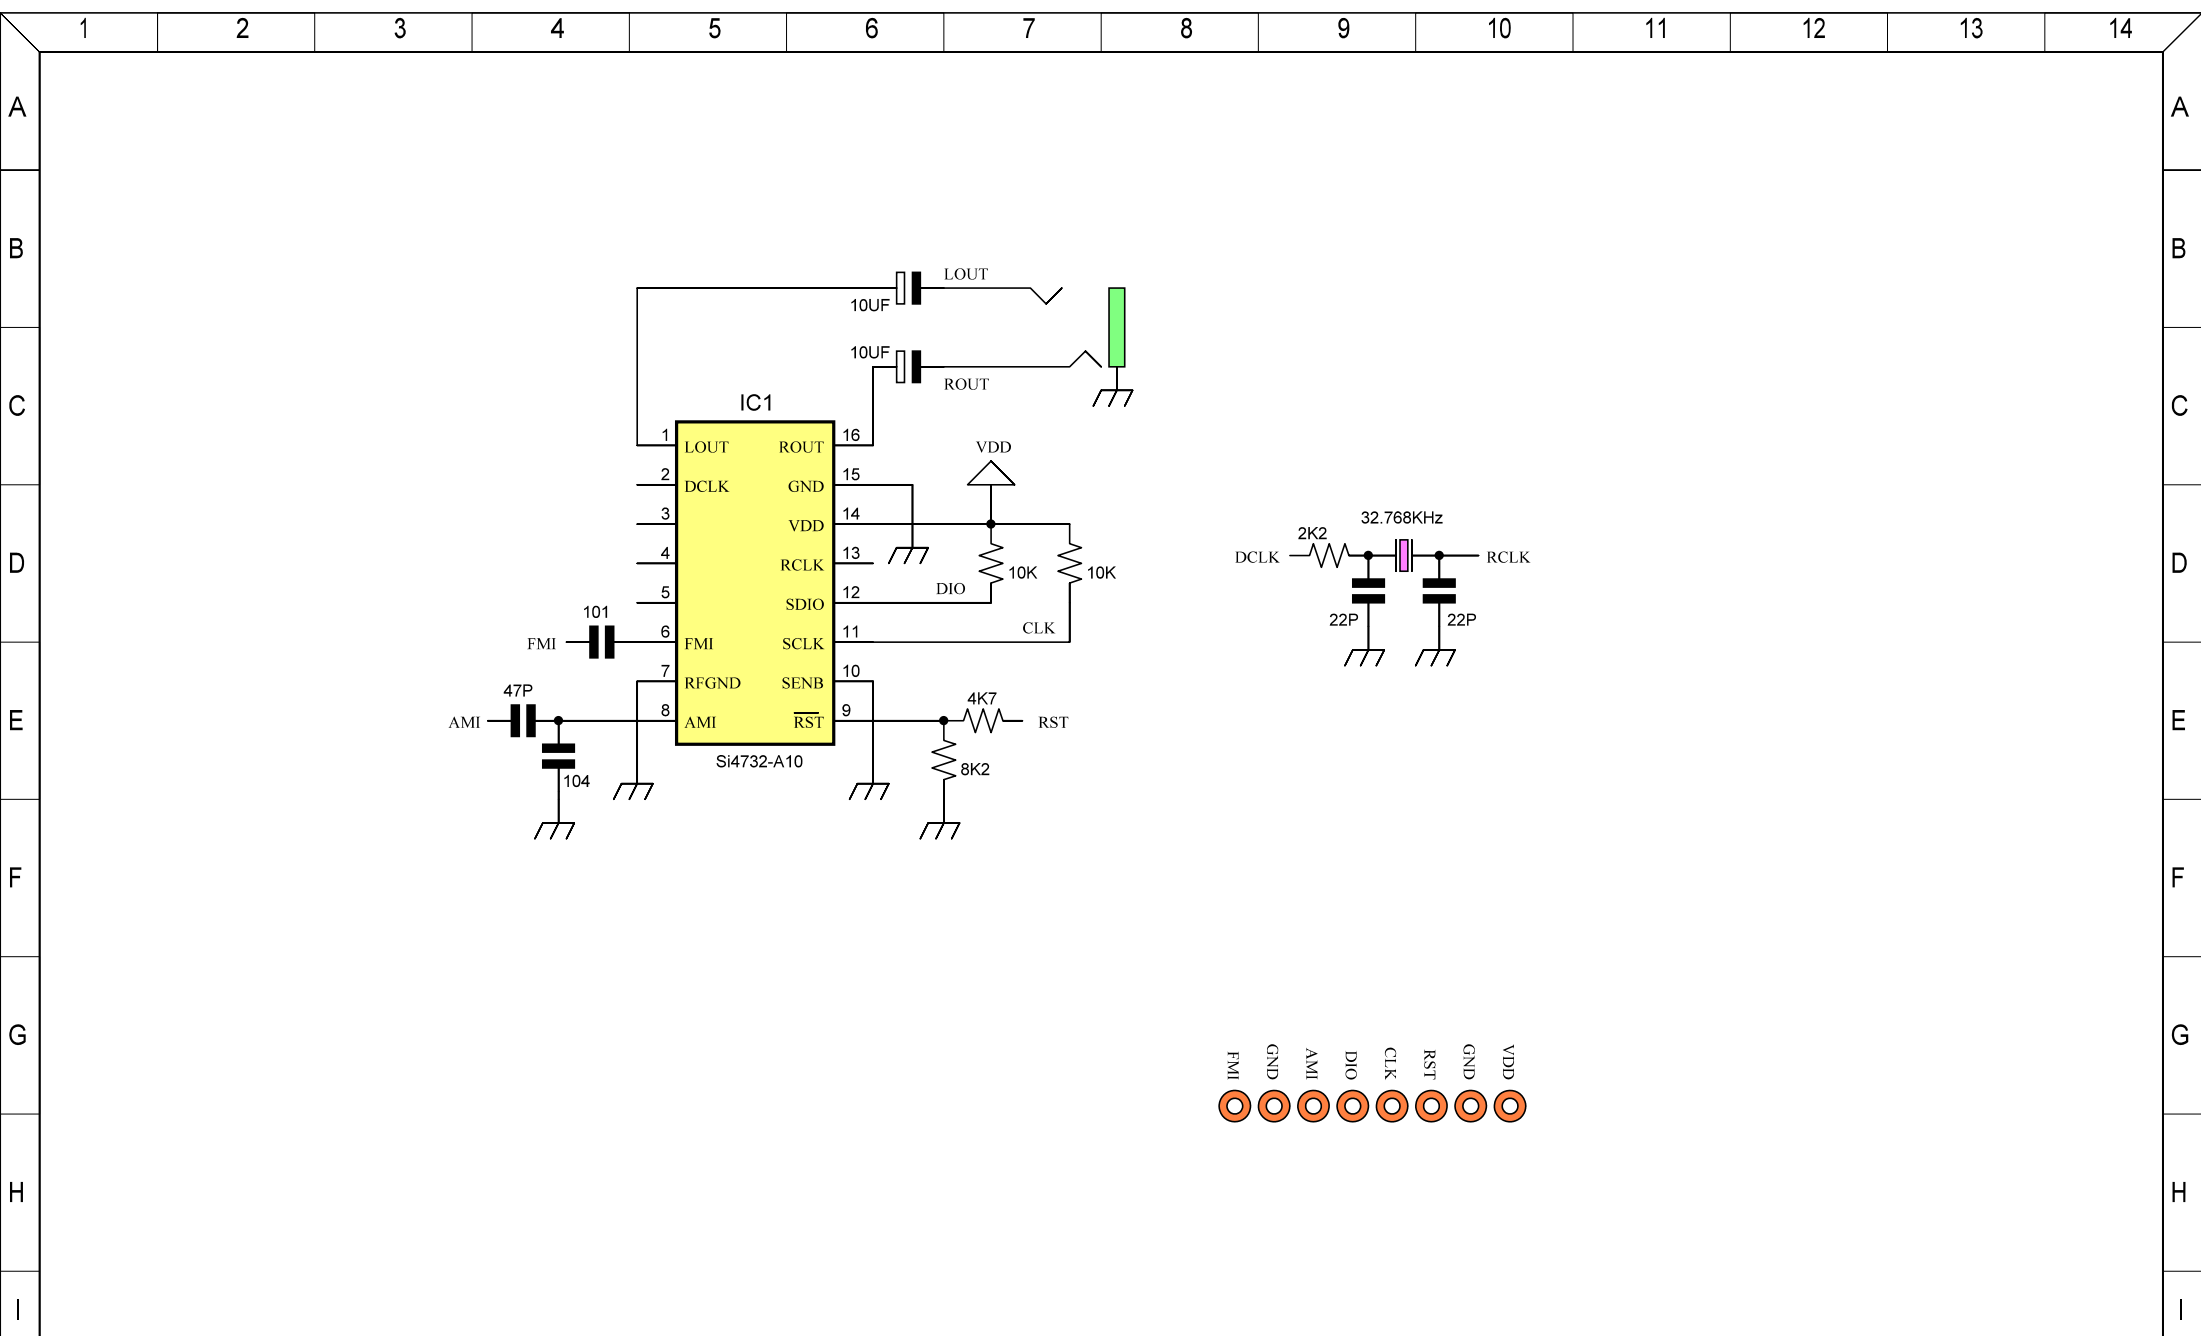 1 2 3 4 5 6 7 8 9 10 11 12 13 14
A A
B B
LOUT
10UF
10UF
ROUT
C C
IC1
1 LOUT ROUT 16
VDD
2 DCLK GND 15
3 VDD 14
32.768KHz
2K2
DCLK RCLK
D D
4 RCLK 13
10K 10K
DIO
5 SDIO 12
101
22P 22P
CLK
FMI 6 FMI SCLK 11
7 RFGND SENB 10
47P
4K7
E E
AMI 8 AMI RST 9 RST
Si4732-A10
8K2
104
F F
G G
FMI GND AMI DIO CLK RST GND VDD
H H
I I